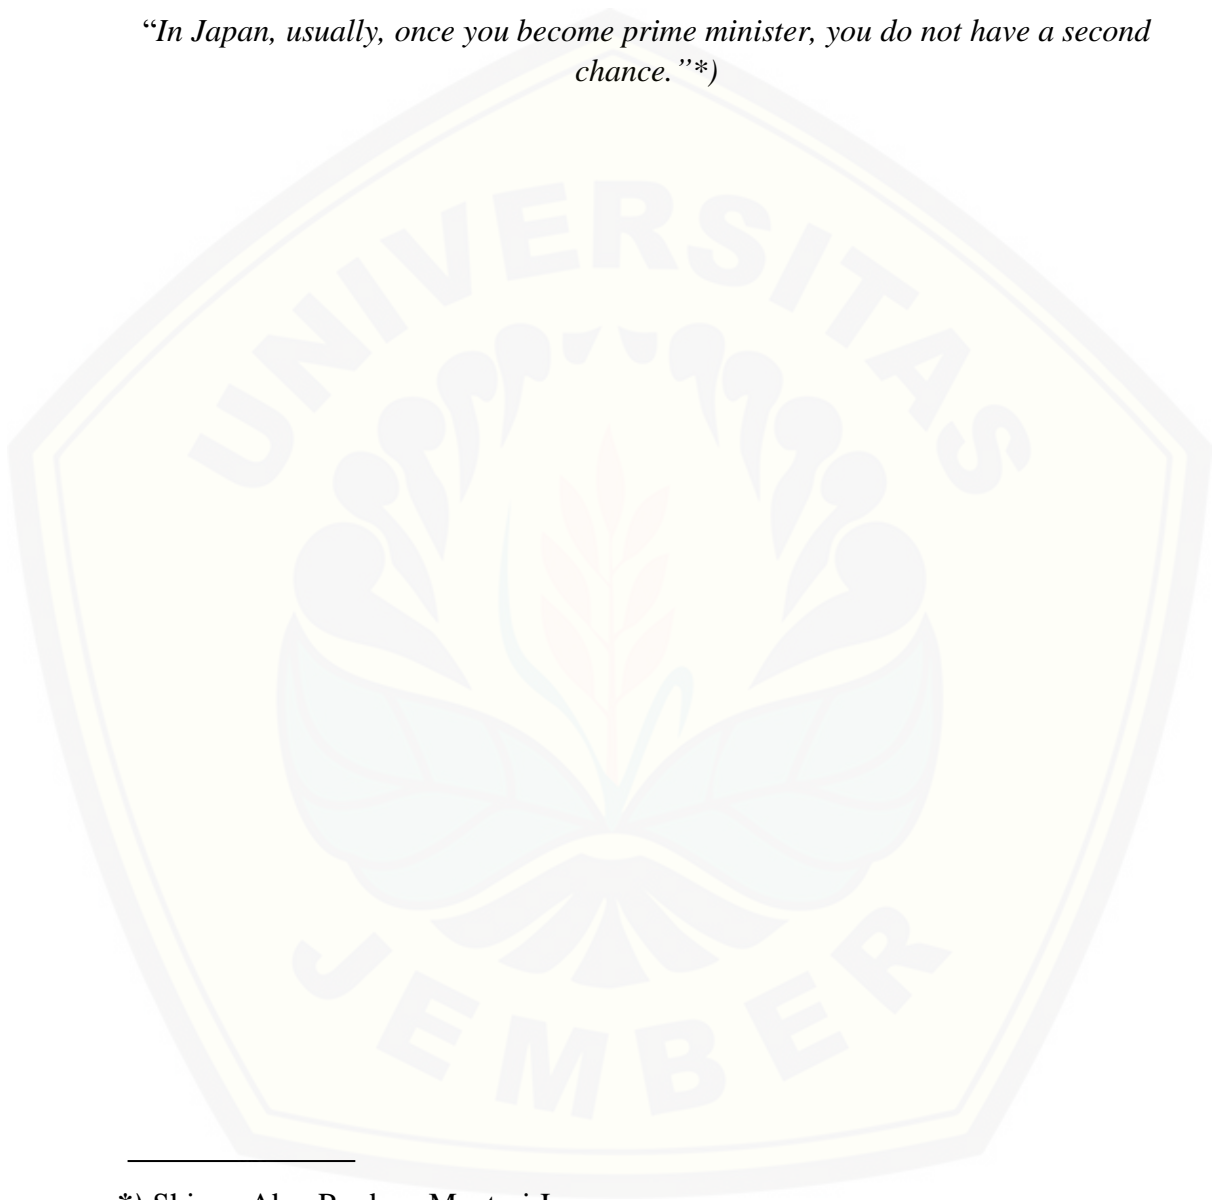 “In Japan, usually, once you become prime minister, you do not have a second
chance.”*)
UNIVERSITAS
JEMBER
*) Shinzo Abe, Perdana Menteri J